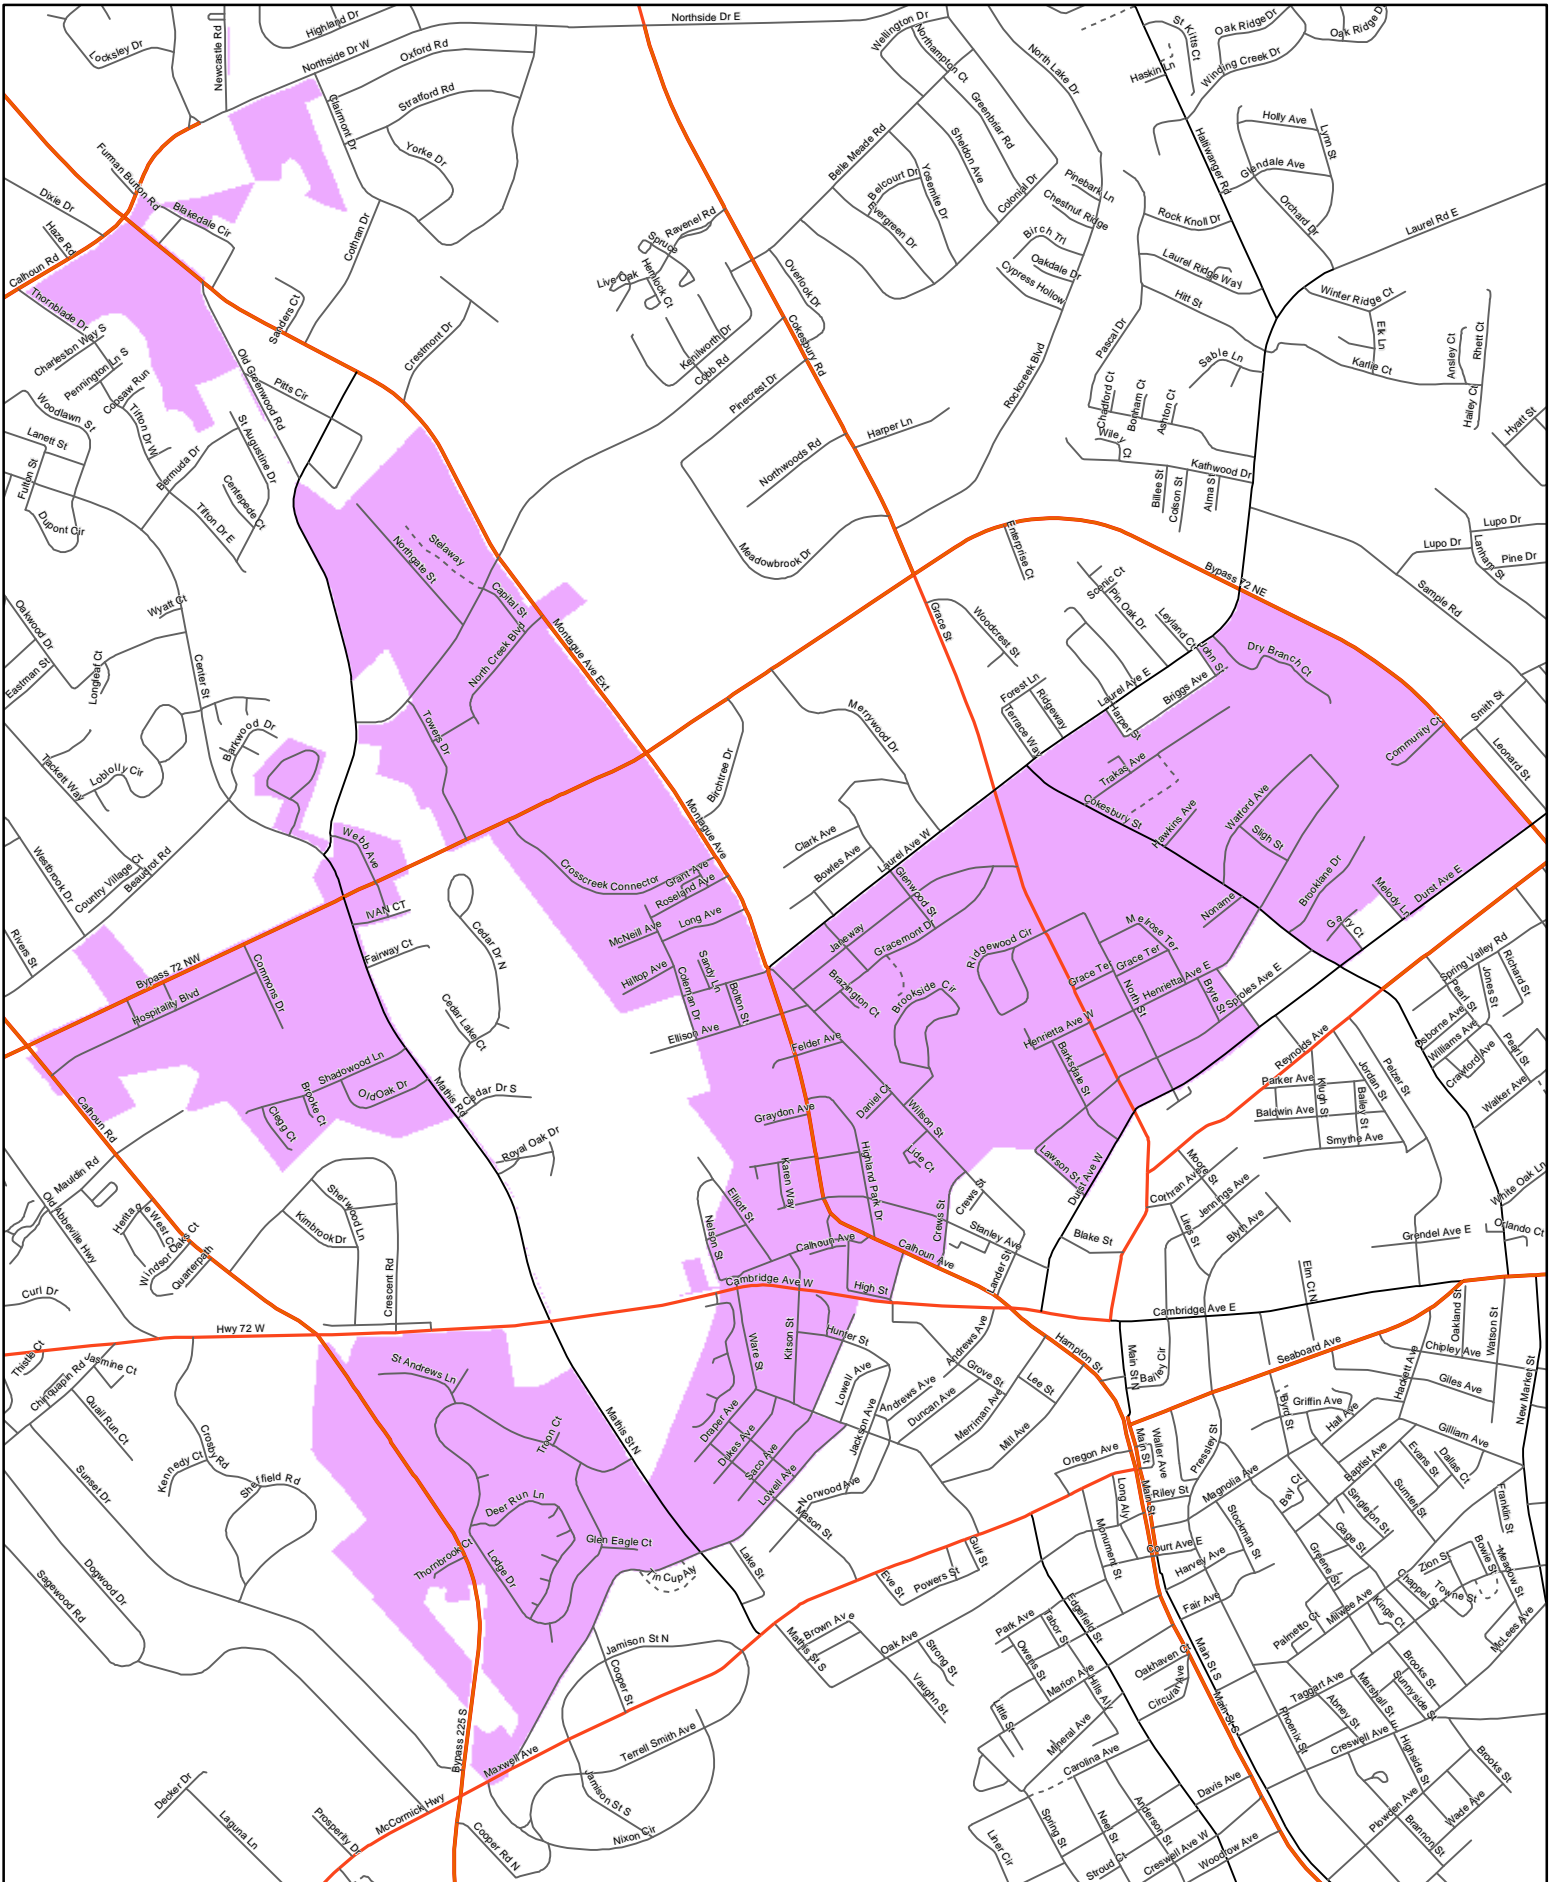 Northside Dr E
Highland Dr
Locksley Dr
Newcastle Rd
Northside Dr W
Oxford Rd
Stratford Rd
Clairmont Dr
Yorke Dr
Wellington Dr
Northampton Ct
Greenbriar Rd
Sheldon Ave
North Lake Dr
St Kitts Ct
Oak Ridge Dr
Oak Ridge D
Winding Creek Dr
Haskin Ln
Haltiwanger Rd
Holly Ave
Lynn St
Glendale Ave
Orchard Dr
Laurel Rd E
Belle Meade Rd
Belcourt Dr
Yosemite Dr
Evergreen Dr
Colonial Dr
Pinebark Ln
Chestnut Ridge
Birch Trl
Oakdale Dr
Cypress Hollow
Rock Knoll Dr
Laurel Ridge Way
Hitt St
Winter Ridge Ct
Elk Ln
Karlie Ct
Ansley Ct
Rhett Ct
Hailey Ct
Hyatt St
Furman Burton Rd
Dixie Dr
Haze Rd
Calhoun Rd
Blakedale Cir
Cothran Dr
Thornblade Dr
Charleston Way S
Pennington Ln S
Coosaw Run
Tifton Dr W
Woodlawn St
Lanett St
Fulton St
Dupont Cir
Bermuda Dr
St Augustine Dr
Centepede Ct
Tifton Dr E
Old Greenwood Rd
Pitts Cir
Sanders Ct
Crestmont Dr
Ravenel Rd
Spruce
Live Oak
Hemlock Ct
Kenilworth Dr
Cobb Rd
Overlook Dr
Cokesbury Rd
Pinecrest Dr
Northwoods Rd
Harper Ln
Meadowbrook Dr
Rockcreek Blvd
Pascal Dr
Sable Ln
Chadford Ct
Bonham Ct
Ashton Ct
Wiley Ct
Kathwood Dr
Billee St
Colson St
Alma S
Lupo Dr
Lupo Dr
Lanham St
Pine Dr
Sample Rd
Enterprise Ct
Bypass 72 NE
Scenic Ct
Pin Oak Dr
Leyland Ct
John S
Dry Branch Ct
Grace St
Woodcrest St
Forest Ln
Ridgeway
Terrace Way
Laurel Ave E
Harper St
Briggs Ave
Trakas Ave
Cokesbury St
Hawkins Ave
Watford Ave
Sligh St
Brooklane Dr
Community Ct
Smith St
Leonard St
Melody Ln
Durst Ave E
Gary Ct
Noname
Northgate St
Stelaway
Capital St
North Creek Blvd
Montague Ave Ext
Towers Dr
Birchtree Dr
Merrywood Dr
Montague Ave
Clark Ave
Bowles Ave
Laurel Ave W
Glenwood St
Janeway
Gracemont Dr
Brazington Ct
Brookside Cir
Ridgewood Cir
Grace Ter
Grace Ter
Melrose Ter
Henrietta Ave E
Henrietta Ave W
North St
Bryte St
Sproles Ave E
Barksdale St
Lawson St
Durst Ave W
Oakwood Dr
Eastman St
Wyatt Ct
Longleaf Ct
Center St
Barkwood Dr
Loblolly Cir
Tackett Way
Westbrook Dr
Country Village Ct
Beaudrot Rd
Rivers St
Webb Ave
IVAN CT
Fairway Ct
Cedar Dr N
Cedar Lake Ct
Cedar Dr S
Mathis Rd
Royal Oak Dr
Bypass 72 NW
Hospitality Blvd
Commons Dr
Shadowood Ln
Old Oak Dr
Brooke Ct
Clegg Ct
Crosscreek Connector
Grant Ave
Roseland Ave
Long Ave
McNeill Ave
Hilltop Ave
Coleman Dr
Sandy Ln
Bolton St
Ellison Ave
Felder Ave
Graydon Ave
Daniel Ct
Willson St
Lide Ct
Highland Park Dr
Karen Way
Elliott St
Nelson St
Calhoun Ave
Calhoun Ave
Crews St
Crews St
Stanley Ave
Lander St
High St
Cambridge Ave W
Calhoun Rd
Mauldin Rd
Old Abbeville Hwy
Windsor Oaks Ct
Quarterpath
Sherwood Ln
Kimbrook Dr
Crescent Rd
Hwy 72 W
Curl Dr
Thistle Ct
Jasmine Ct
Chinquapin Rd
Quail Run Ct
Kennedy Ct
Crosby Rd
Sheffield Rd
Sunset Dr
Dogwood Dr
Sagewood Rd
St Andrews Ln
Troon Ct
Deer Run Ln
Lodge Dr
Glen Eagle Ct
Thornbrook Ct
Tin Cup Aly
Mathis St N
Ware St
Kitson St
Hunter St
Lowell Ave
Draper Ave
Dukes Ave
Saco Ave
Lowell Ave
Jackson Ave
Andrews Ave
Andrews Ave
Duncan Ave
Grove St
Merriman Ave
Lee St
Mill Ave
Norwood Ave
Mason St
Lake St
Eve St
Powers St
Gulf St
Hampton St
Blake St
Reynolds Ave
Parker Ave
Klugh St
Baldwin Ave
Bailey St
Jordan St
Pelzer St
Smythe Ave
Moore St
Cothran Ave
Jennings Ave
Lites St
Blyth Ave
Elm Ct N
Cambridge Ave E
Grendel Ave E
Orlando Ct
White Oak Ln
Spring Valley Rd
Richard St
Jones St
Pearl St
Osborne Ave
Williams Ave
Crawford Ave
Pearl St
Walker Ave
Seaboard Ave
Main St N
Bailey Cir
Oakland St
Watson St
Chipley Ave
Giles Ave
Hackett Ave
New Market St
Byrd St
Griffin Ave
Hall Ave
Gilliam Ave
Baptist Ave
Evans St
Dallas Ct
Sumter St
Singleton St
Gage St
Franklin St
Oregon Ave
Main St
Waller Ave
Pressley St
Long Aly
Main St
Riley St
Magnolia Ave
Bay Ct
Stockman St
Monument St
Court Ave E
Harvey Ave
Fair Ave
Greene St
Zion St
Bowie St
Meadow St
Chappel S
Towne St
McLees Ave
Milwee Ave
Kings Ct
Palmetto Ct
Brown Ave
Mathis St S
Oak Ave
Strong St
Vaughn St
Park Ave
Tabor St
Edgefield St
Owens St
Marion Ave
Hills Al
Oakhaven Ct
Circular Ave
Main St S
Main St S
Little St
Mineral Ave
Carolina Ave
Davis Ave
Spring St
Neel St
Anderson St
Liner Cir
Stroud Ct
Creswell Ave W
Woodrow Ave
Phoenix St
Taggart Ave
Abney St
Marshall St E
Sunnyside St
Brooks St
Creswell Ave
Highside St
Brooks St
Plowden Ave
Brannon St
Wade Ave
Jamison St N
Cooper St
Maxwell Ave
Terrell Smith Ave
Jamison St S
Nixon Cir
Cooper Rd N
Bypass 225 S
McCormick Hwy
Prosperity Dr
Laguna Ln
Decker Dr